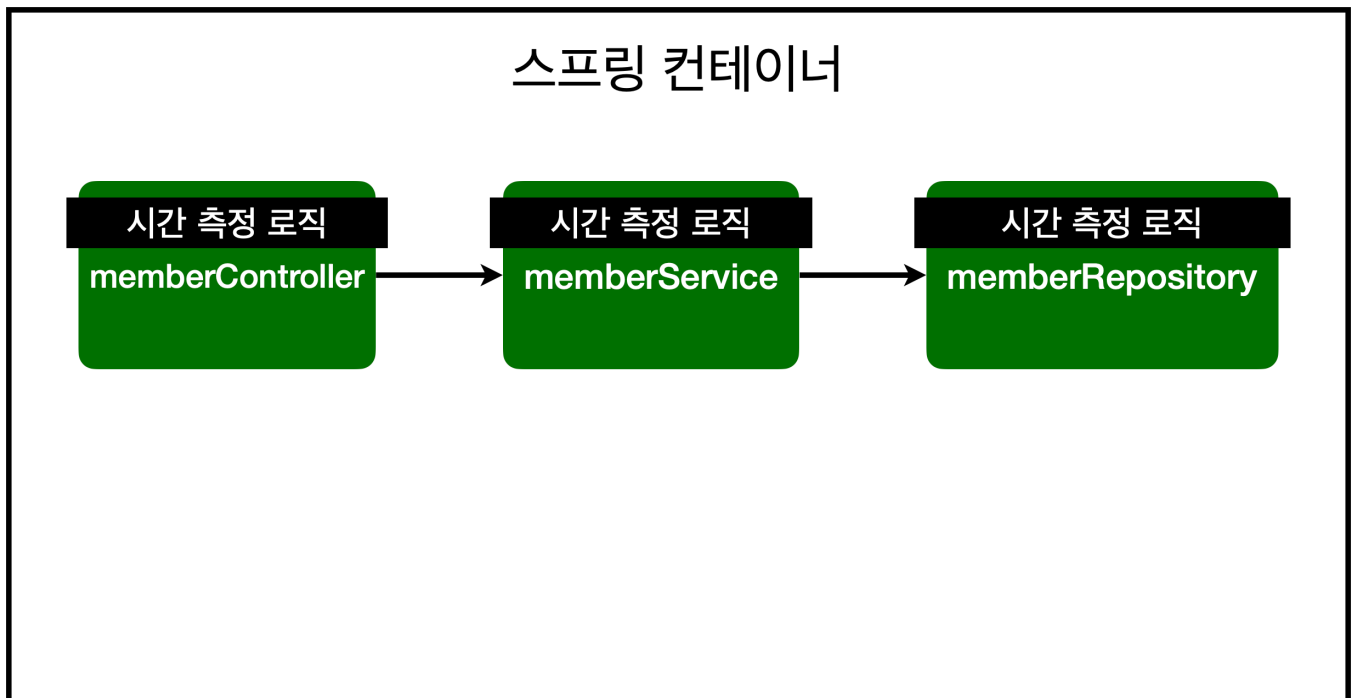 스프링 컨테이너
시간 측정 로직
memberController
시간 측정 로직
memberService
시간 측정 로직
memberRepository